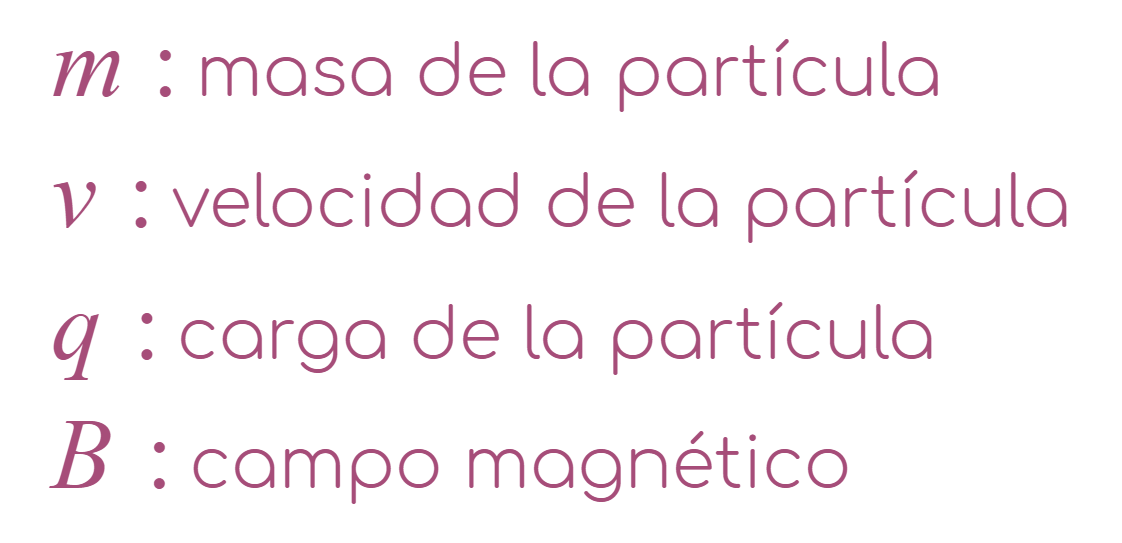 m : masa de la partícula
v : velocidad de la partícula
q : carga de la partícula
B : campo magnético